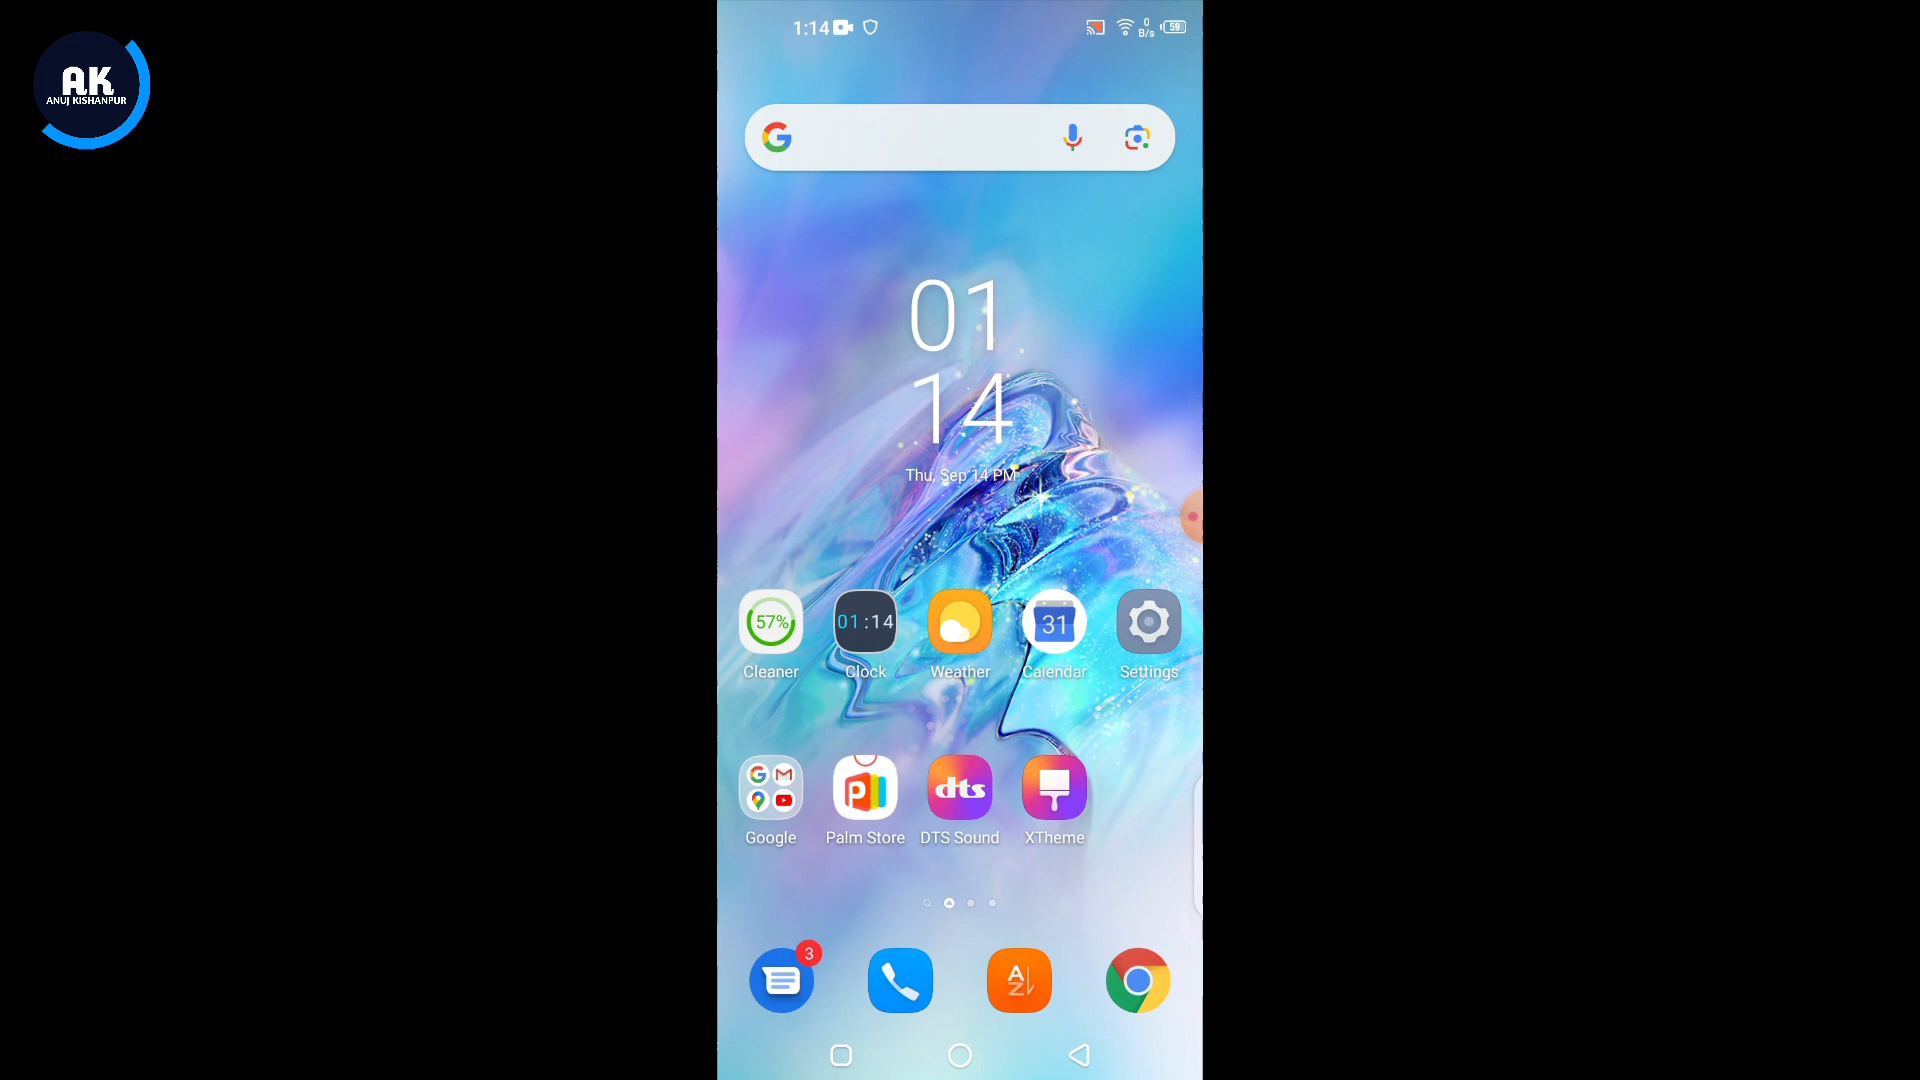 AK
ANUJ KISHANPUR
1:14
0
B/s
59
01
14
Thu, Sep 14 PM
57%
01:14
31
Cleaner
Clock
Weather
Calendar
Settings
dts
Google
Palm Store
DTS Sound
XTheme
3
AZ